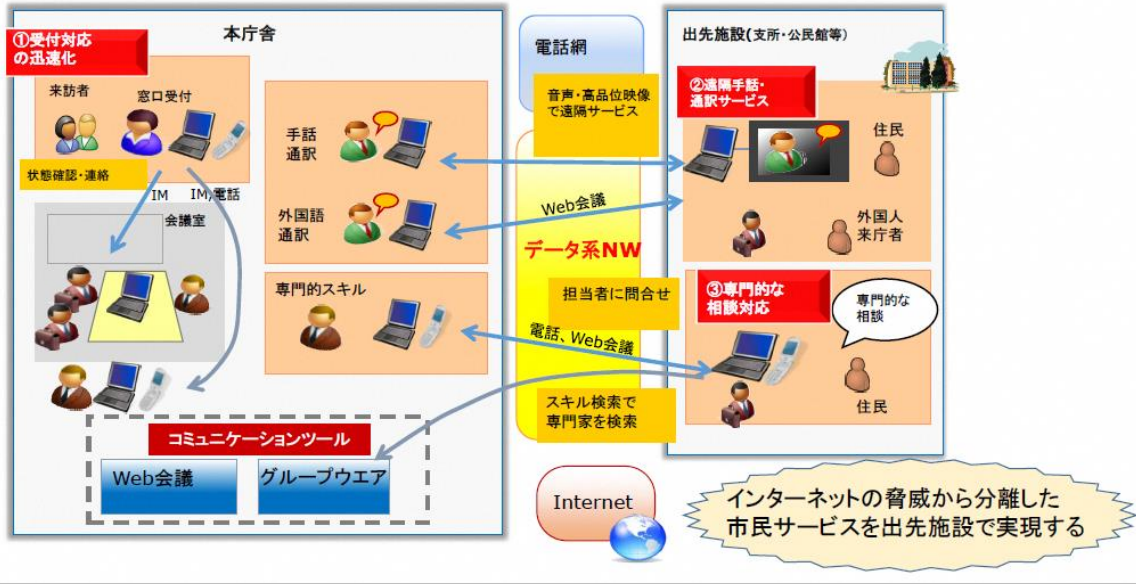 本庁舎
①受付対応
の迅速化
来訪者
窓口受付
状態確認・連絡
IM
IM,電話
会議室
手話
通訳
外国語
通訳
専門的スキル
コミュニケーションツール
Web会議
グループウエア
電話網
音声・高品位映像
で遠隔サービス
Web会議
データ系NW
担当者に問合せ
電話、Web会議
スキル検索で
専門家を検索
Internet
出先施設(支所・公民館等)
②遠隔手話・
通訳サービス
住民
外国人
来庁者
③専門的な
相談対応
専門的な
相談
住民
インターネットの脅威から分離した
市民サービスを出先施設で実現する